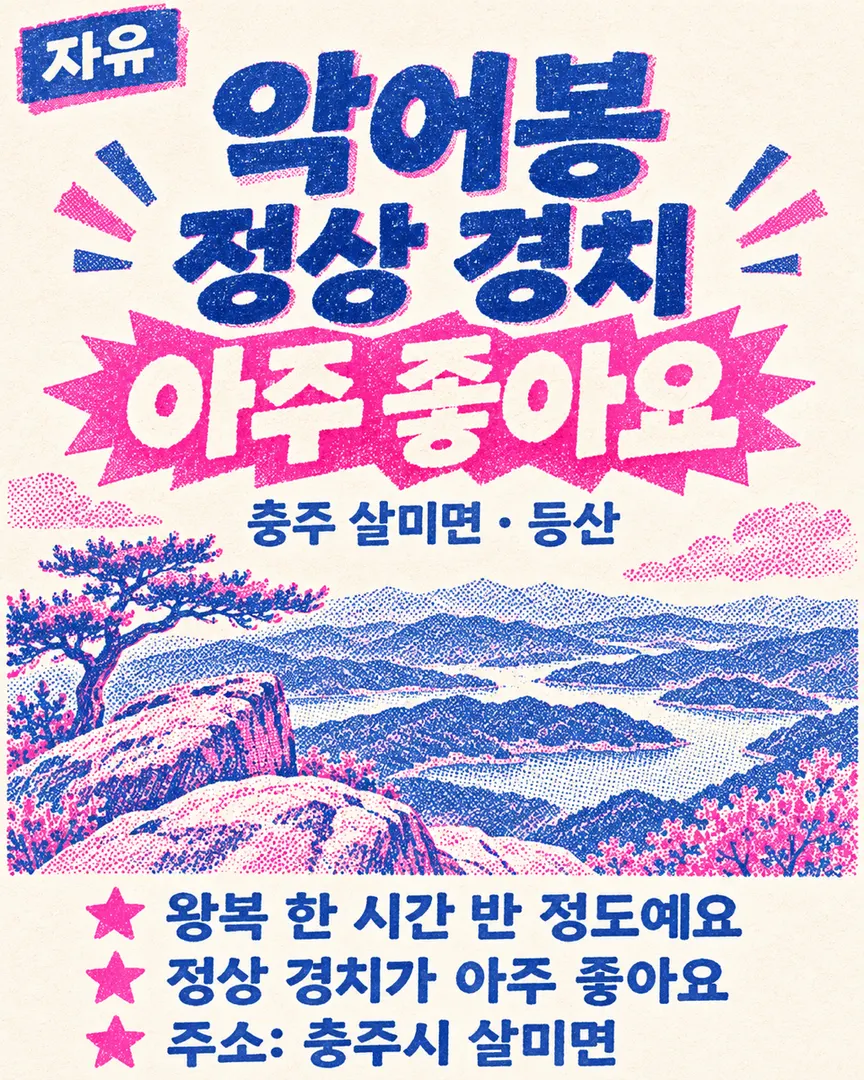 자유
악어봉
정상 경치
아주 좋아요
충주 살미면 · 등산
왕복 한 시간 반 정도예요
정상 경치가 아주 좋아요
주소: 충주시 살미면